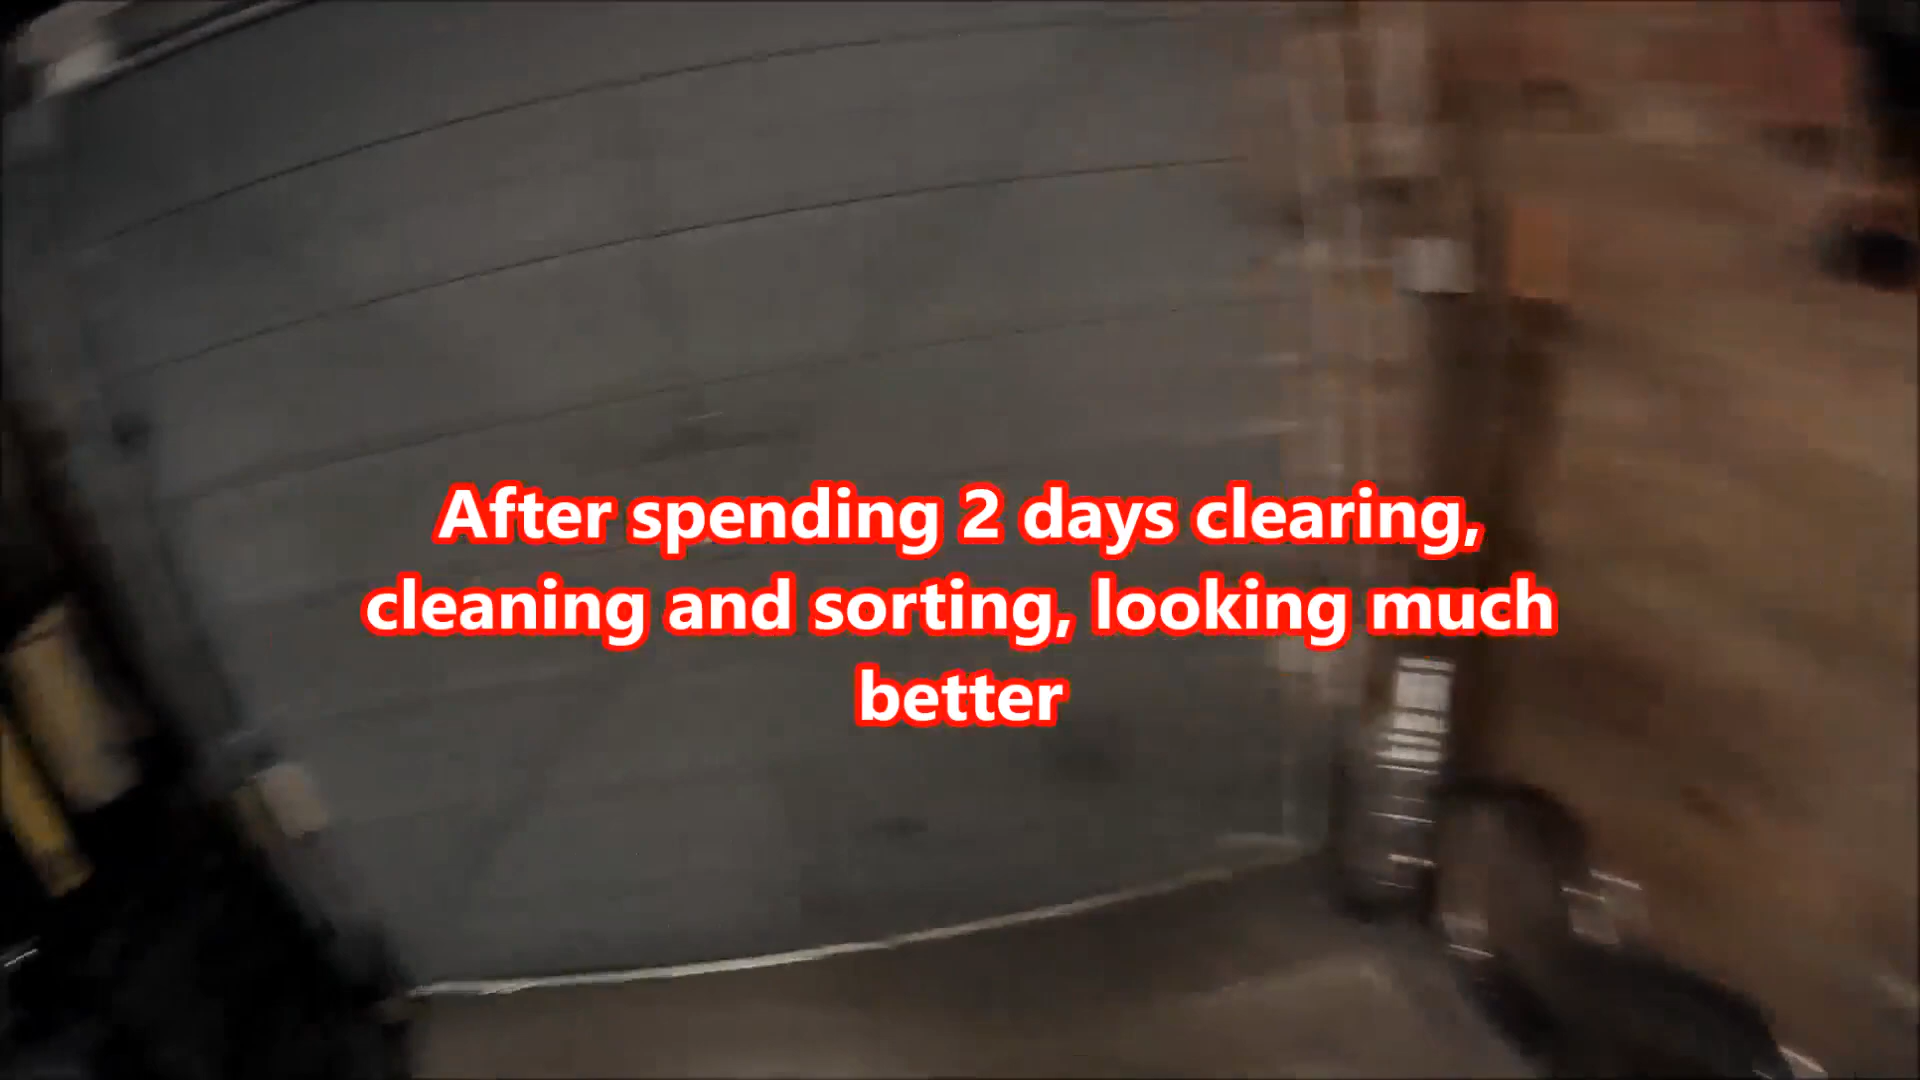 After spending 2 days clearing,
cleaning and sorting, looking much
better